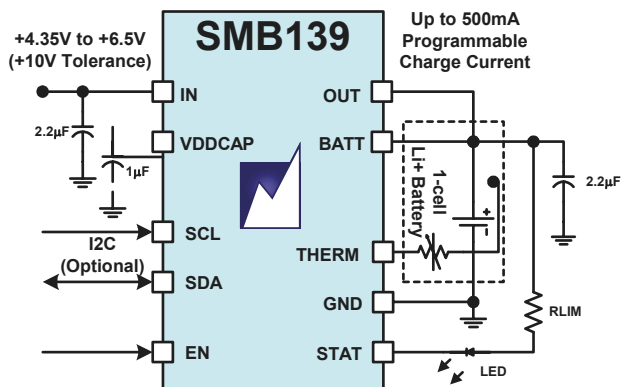 SMB139
+4.35V to +6.5V
(+10V Tolerance)
Up to 500mA
Programmable
Charge Current
IN
OUT
2.2µF
VDDCAP
BATT
1µF
2.2µF
1-cell
Li+ Battery
+
-
SCL
I2C
(Optional)
THERM
SDA
GND
RLIM
EN
STAT
LED